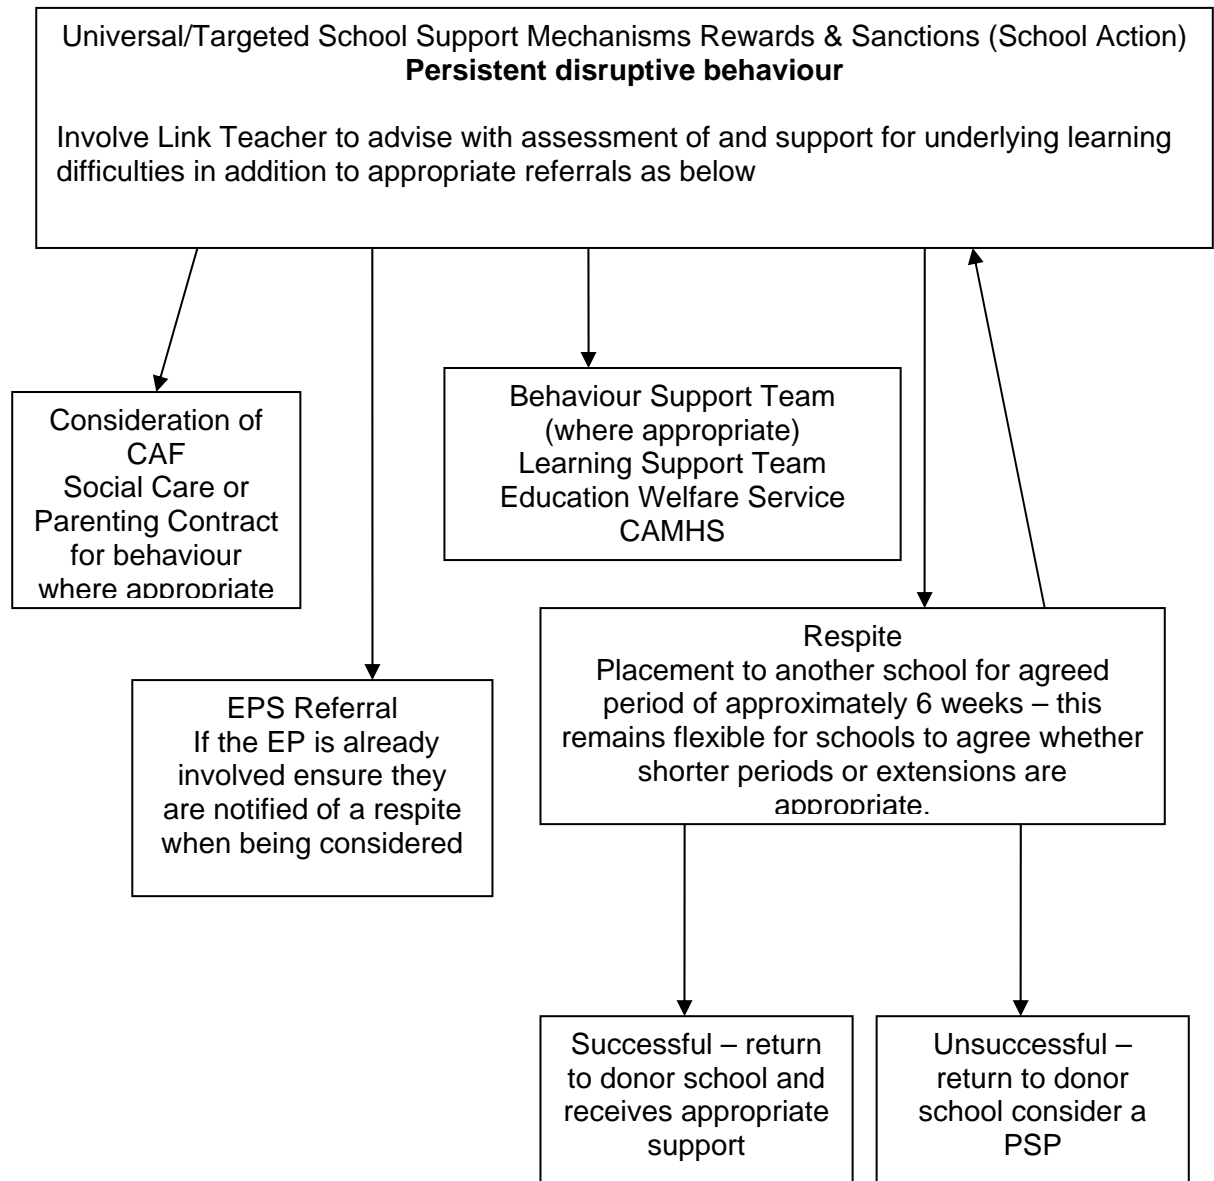 Universal/Targeted School Support Mechanisms Rewards & Sanctions (School Action)
Persistent disruptive behaviour
Involve Link Teacher to advise with assessment of and support for underlying learning
difficulties in addition to appropriate referrals as below
Consideration of
CAF
Social Care or
Parenting Contract
for behaviour
where appropriate
Behaviour Support Team
(where appropriate)
Learning Support Team
Education Welfare Service
CAMHS
EPS Referral
If the EP is already
involved ensure they
are notified of a respite
when being considered
Respite
Placement to another school for agreed
period of approximately 6 weeks – this
remains flexible for schools to agree whether
shorter periods or extensions are
appropriate.
Successful – return
to donor school and
receives appropriate
support
Unsuccessful –
return to donor
school consider a
PSP